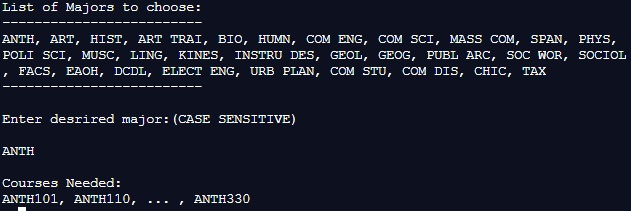 List of Majors to choose:
-------------------------
ANTH, ART, HIST, ART TRAI, BIO, HUMN, COM ENG, COM SCI, MASS COM, SPAN, PHYS,
POLI SCI, MUSC, LING, KINES, INSTRU DES, GEOL, GEOG, PUBL ARC, SOC WOR, SOCIOL
, FACS, EAOH, DCDL, ELECT ENG, URB PLAN, COM STU, COM DIS, CHIC, TAX
-------------------------
Enter desrired major:(CASE SENSITIVE)
ANTH
Courses Needed:
ANTH101, ANTH110, ... , ANTH330